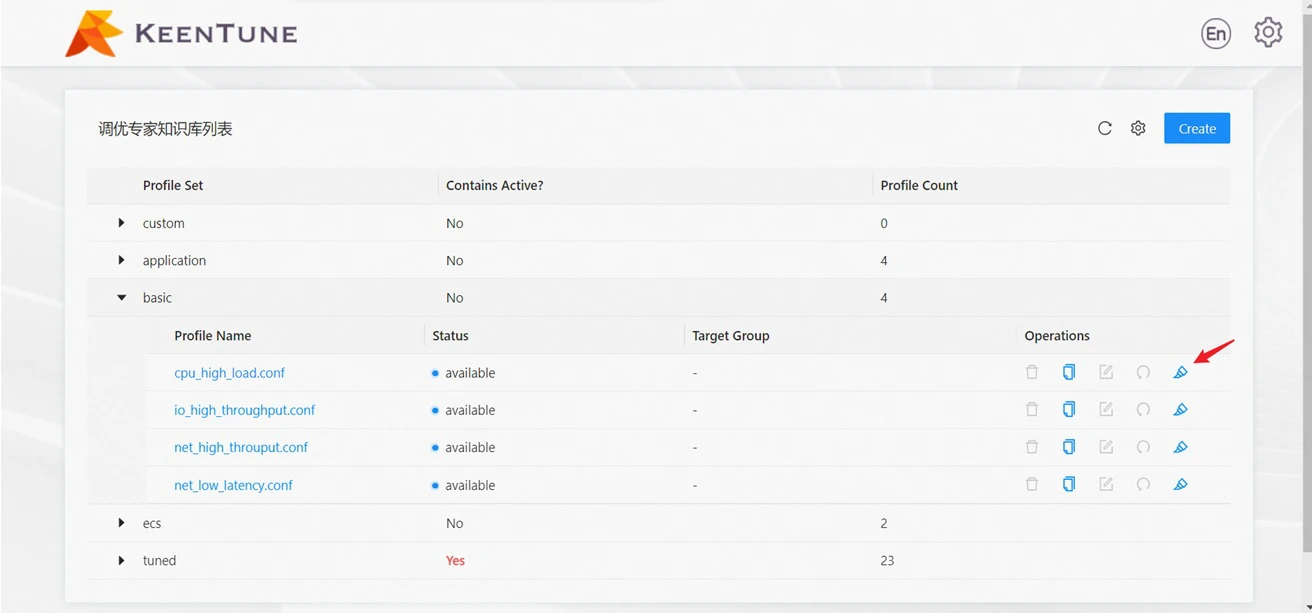 KEENTUNE
En
调优专家知识库列表
Create
Profile Set Contains Active? Profile Count
custom No 0
application No 4
basic No 4
Profile Name Status Target Group Operations
cpu_high_load.conf available -
io_high_throughput.conf available -
net_high_throuput.conf available -
net_low_latency.conf available -
ecs No 2
tuned Yes 23